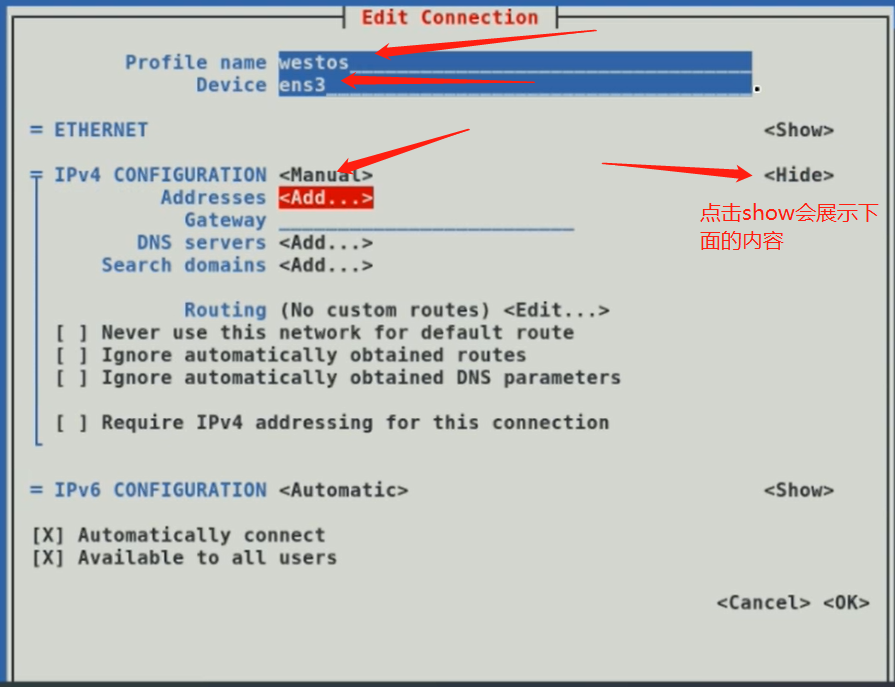 Edit Connection
Profile name westos
Device ens3
= ETHERNET <Show>
= IPv4 CONFIGURATION <Manual> <Hide>
Addresses <Add...>
Gateway
DNS servers <Add...>
Search domains <Add...>
点击show会展示下
面的内容
Routing (No custom routes) <Edit...>
[ ] Never use this network for default route
[ ] Ignore automatically obtained routes
[ ] Ignore automatically obtained DNS parameters
[ ] Require IPv4 addressing for this connection
= IPv6 CONFIGURATION <Automatic> <Show>
[X] Automatically connect
[X] Available to all users
<Cancel> <OK>